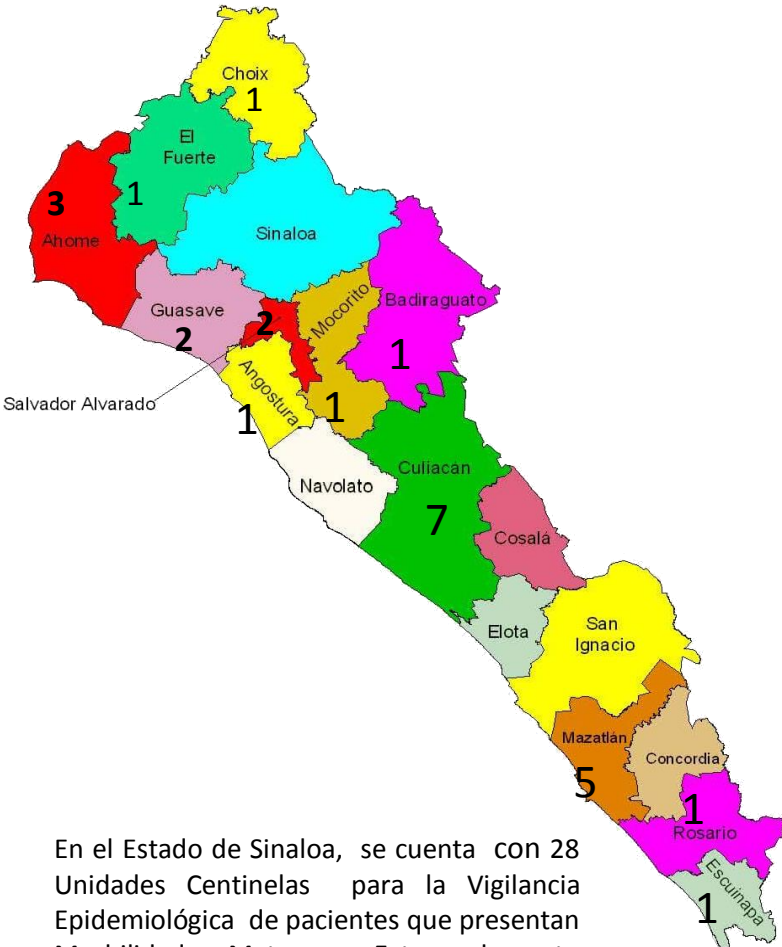 Choix
1
El
Fuerte
1
3
Ahome
Sinaloa
Guasave
2
2
Mocorito
Badiraguato
1
Salvador Alvarado
Angostura
1
1
Culiacán
7
Navolato
Cosalá
Elota
San
Ignacio
Mazatlán
5
Concordia
1
Rosario
Escuinapa
1
En el Estado de Sinaloa, se cuenta con 28
Unidades Centinelas para la Vigilancia
Epidemiológica de pacientes que presentan